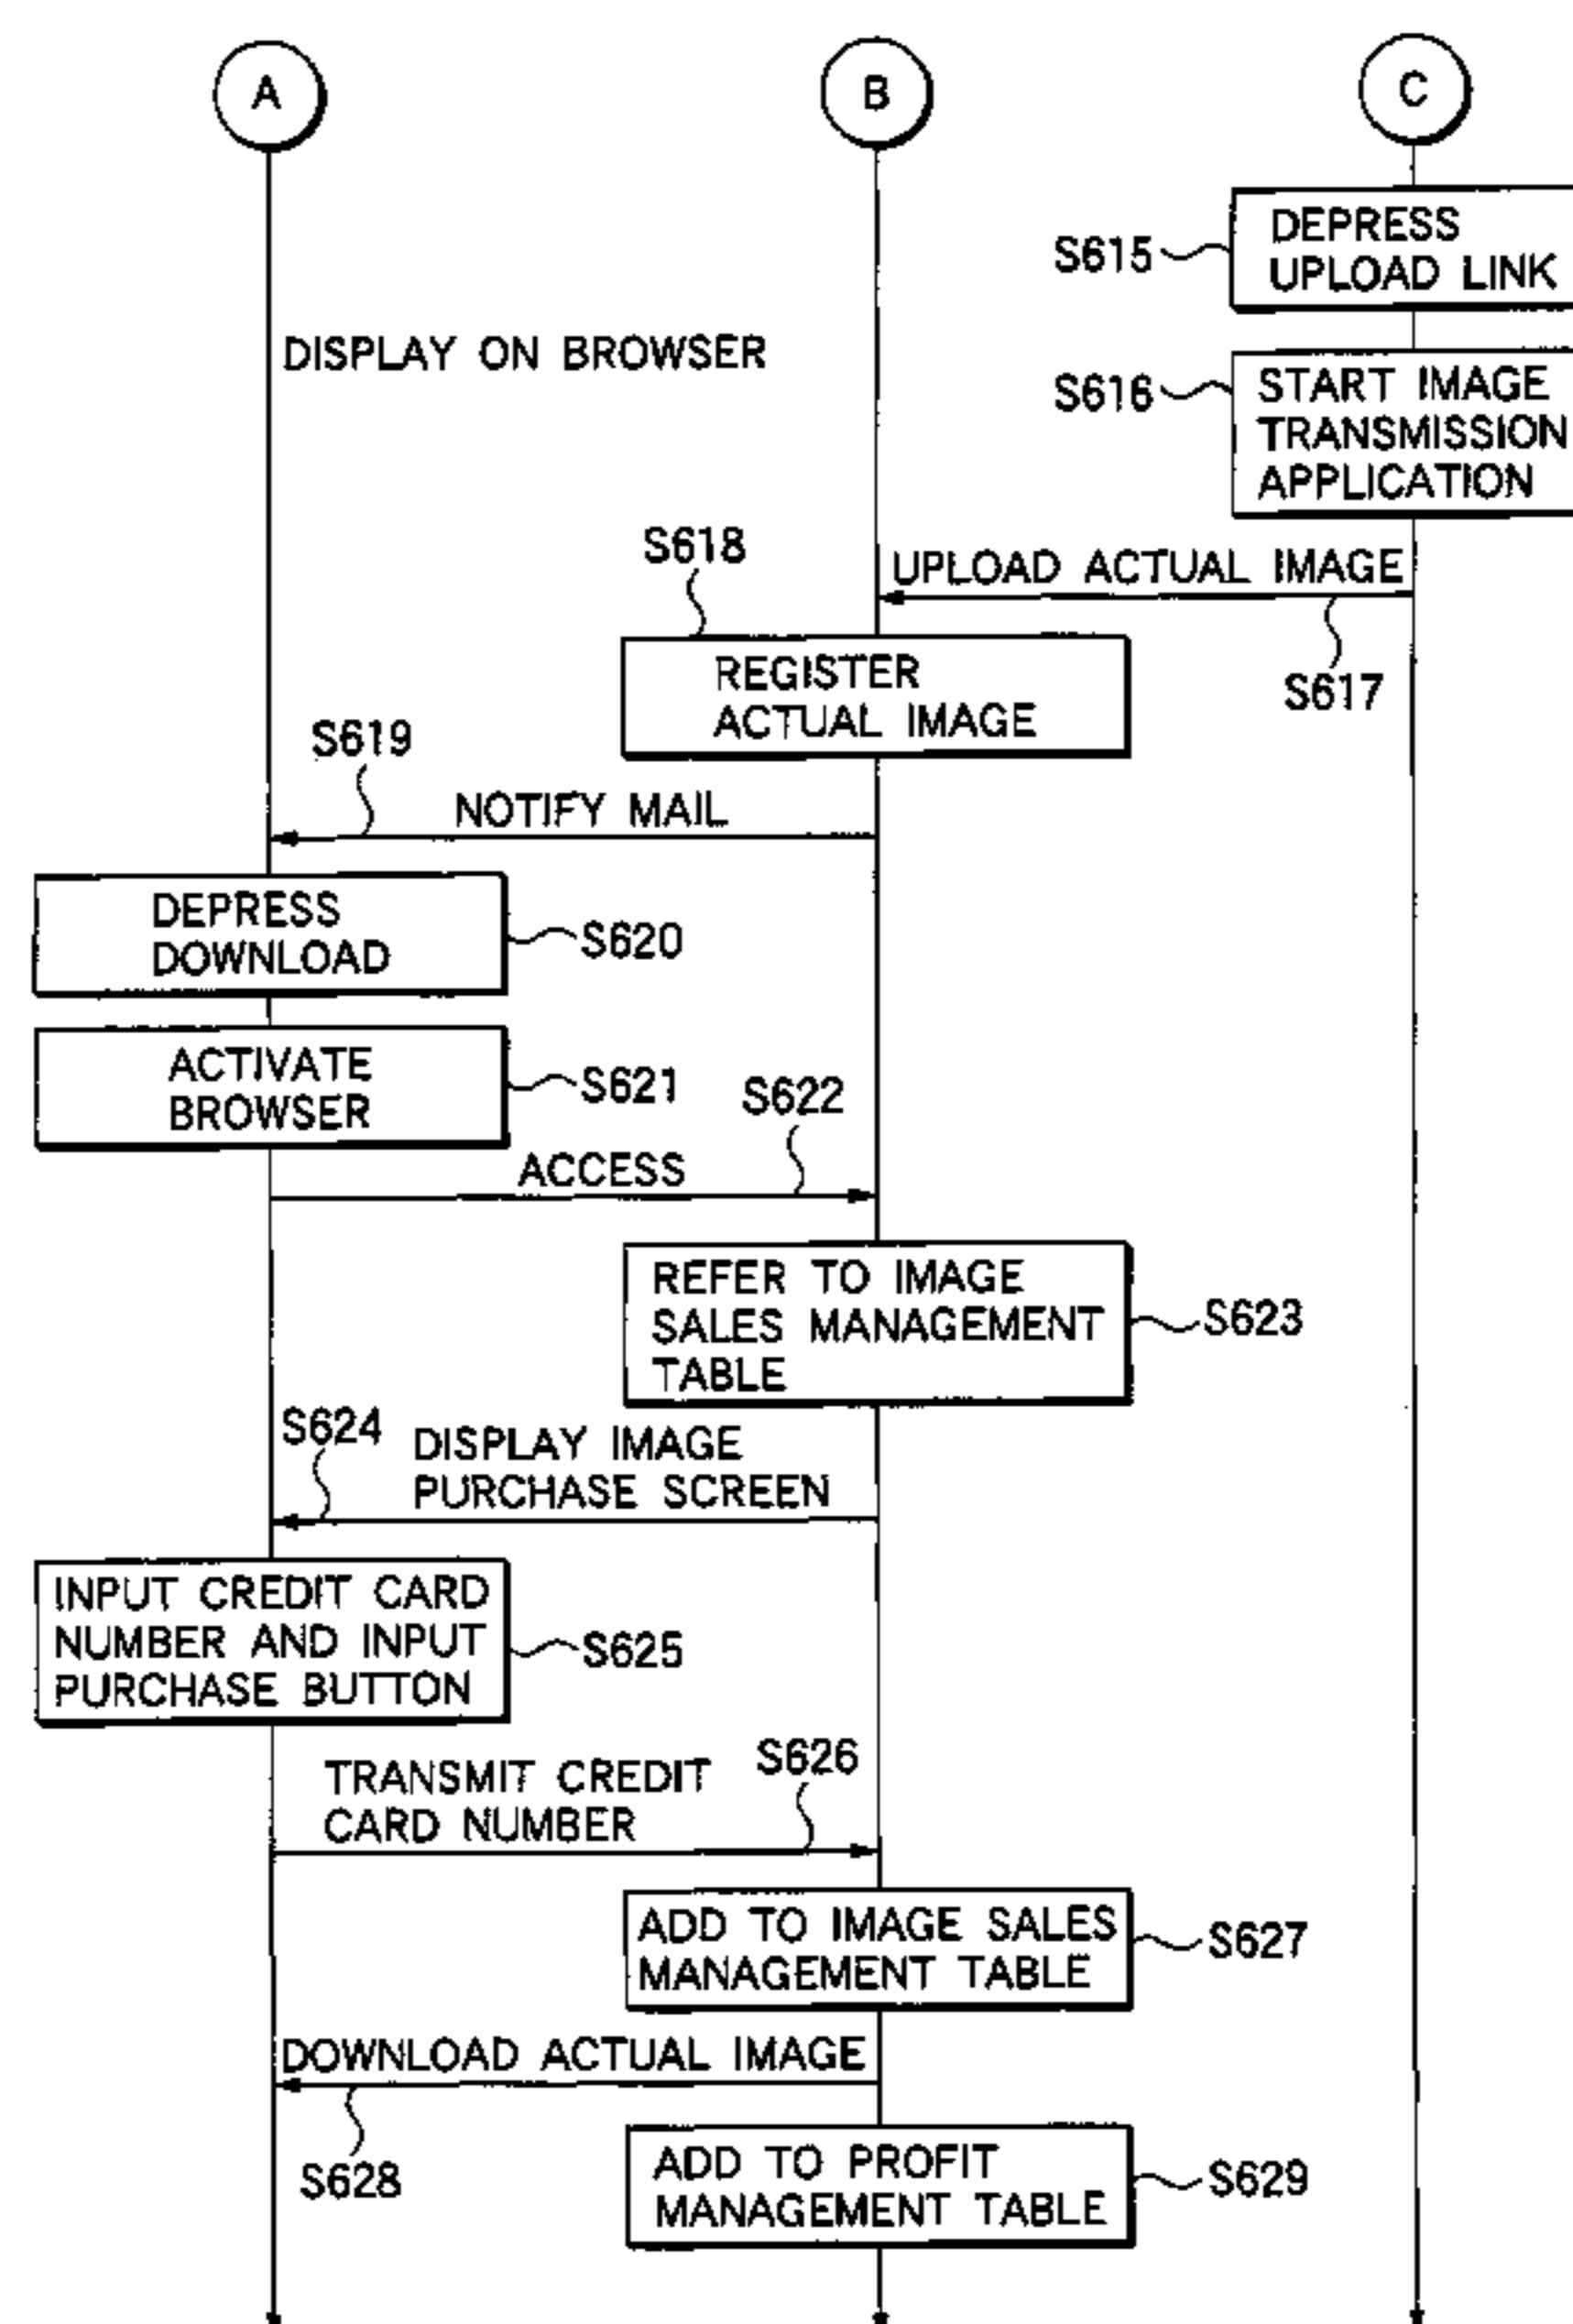 A
B
C
DEPRESS
UPLOAD LINK
S615
DISPLAY ON BROWSER
START IMAGE
TRANSMISSION
APPLICATION
S616
S618
UPLOAD ACTUAL IMAGE
S617
REGISTER
ACTUAL IMAGE
S619
NOTIFY MAIL
DEPRESS
DOWNLOAD
S620
ACTIVATE
BROWSER
S621
S622
ACCESS
REFER TO IMAGE
SALES MANAGEMENT
TABLE
S623
S624
DISPLAY IMAGE
PURCHASE SCREEN
INPUT CREDIT CARD
NUMBER AND INPUT
PURCHASE BUTTON
S625
TRANSMIT CREDIT
CARD NUMBER
S626
ADD TO IMAGE SALES
MANAGEMENT TABLE
S627
DOWNLOAD ACTUAL IMAGE
S628
ADD TO PROFIT
MANAGEMENT TABLE
S629